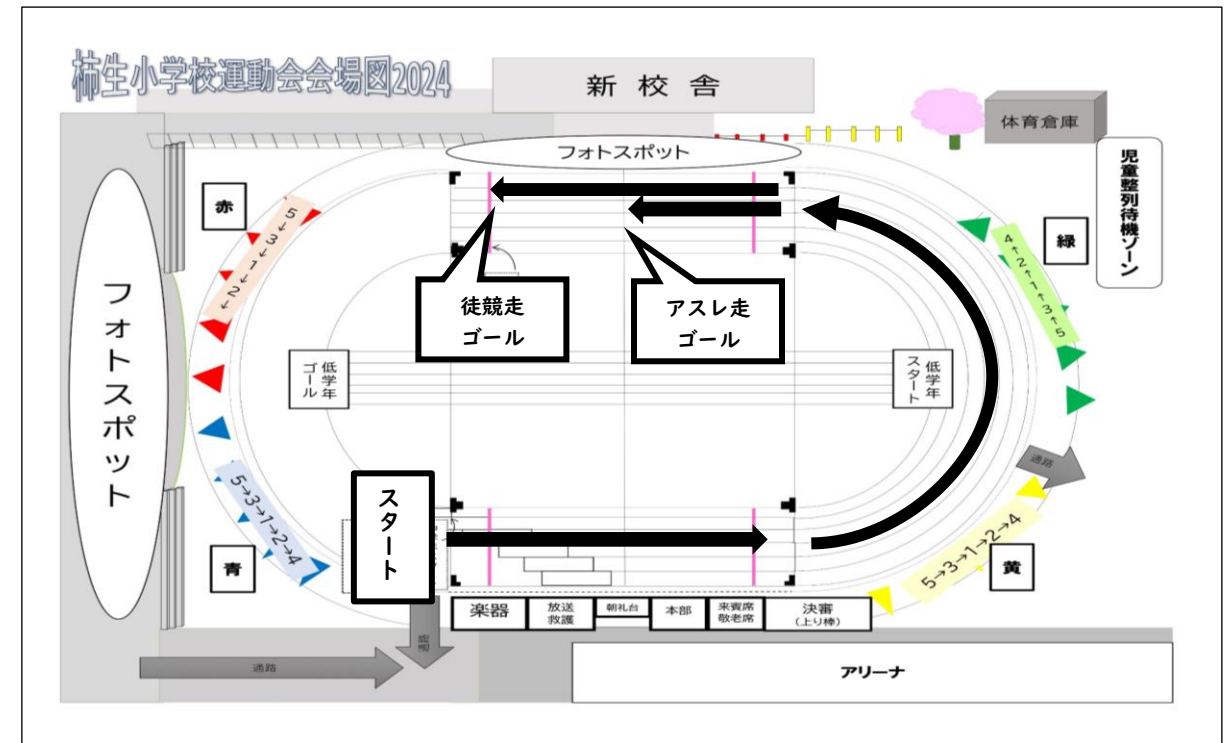 柿生小学校運動会会場図2024
新校舎
体育倉庫
フォトスポット
児童整列待機ゾーン
赤
5→3→1→2→
緑
4←2←1←3←5
フォトスポット
徒競走
ゴール
アスレ走
ゴール
低学年
ゴール
低学年
スタート
通路
スタート
5→3→1→2→4
青
5→3→1→2→4
黄
楽器
放送
救護
朝礼台
本部
来賓席
敬老席
決審
(上り棒)
通路
通路
アリーナ